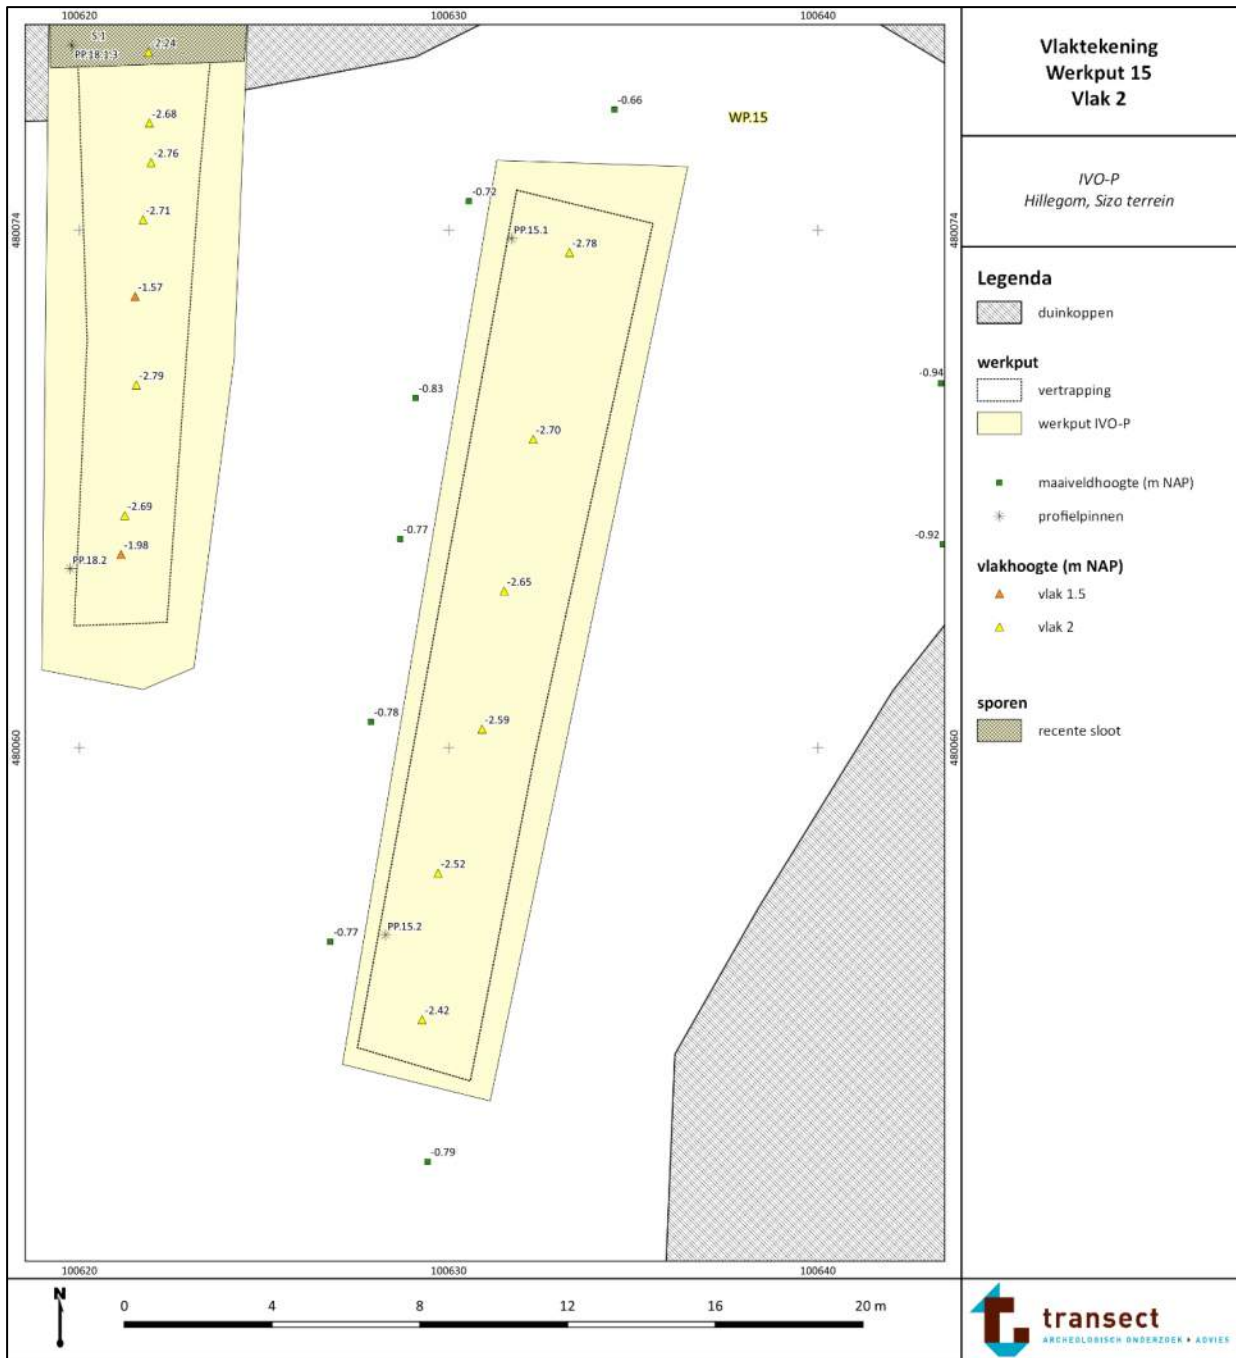 100620
100630
100640
S.1
PP.18.1.3
-2.24
-0.66
WP.15
-2.68
-2.76
-0.72
-2.71
480074
PP.15.1
480074
-2.78
-1.57
-0.94
-2.79
-0.83
-2.70
-2.69
-0.77
-0.92
-1.98
PP.18.2
-2.65
-0.78
-2.59
480060
480060
-2.52
PP.15.2
-0.77
-2.42
-0.79
100620
100630
100640
N
0
4
8
12
16
20 m
Vlaktekening
Werkput 15
Vlak 2
IVO-P
Hillegom, Sizo terrein
Legenda
duinkoppen
werkput
vertrapping
werkput IVO-P
maaiveldhoogte (m NAP)
profielpinnen
vlakhoogte (m NAP)
vlak 1.5
vlak 2
sporen
recente sloot
transect
ARCHEOLOGISCH ONDERZOEK + ADVIES